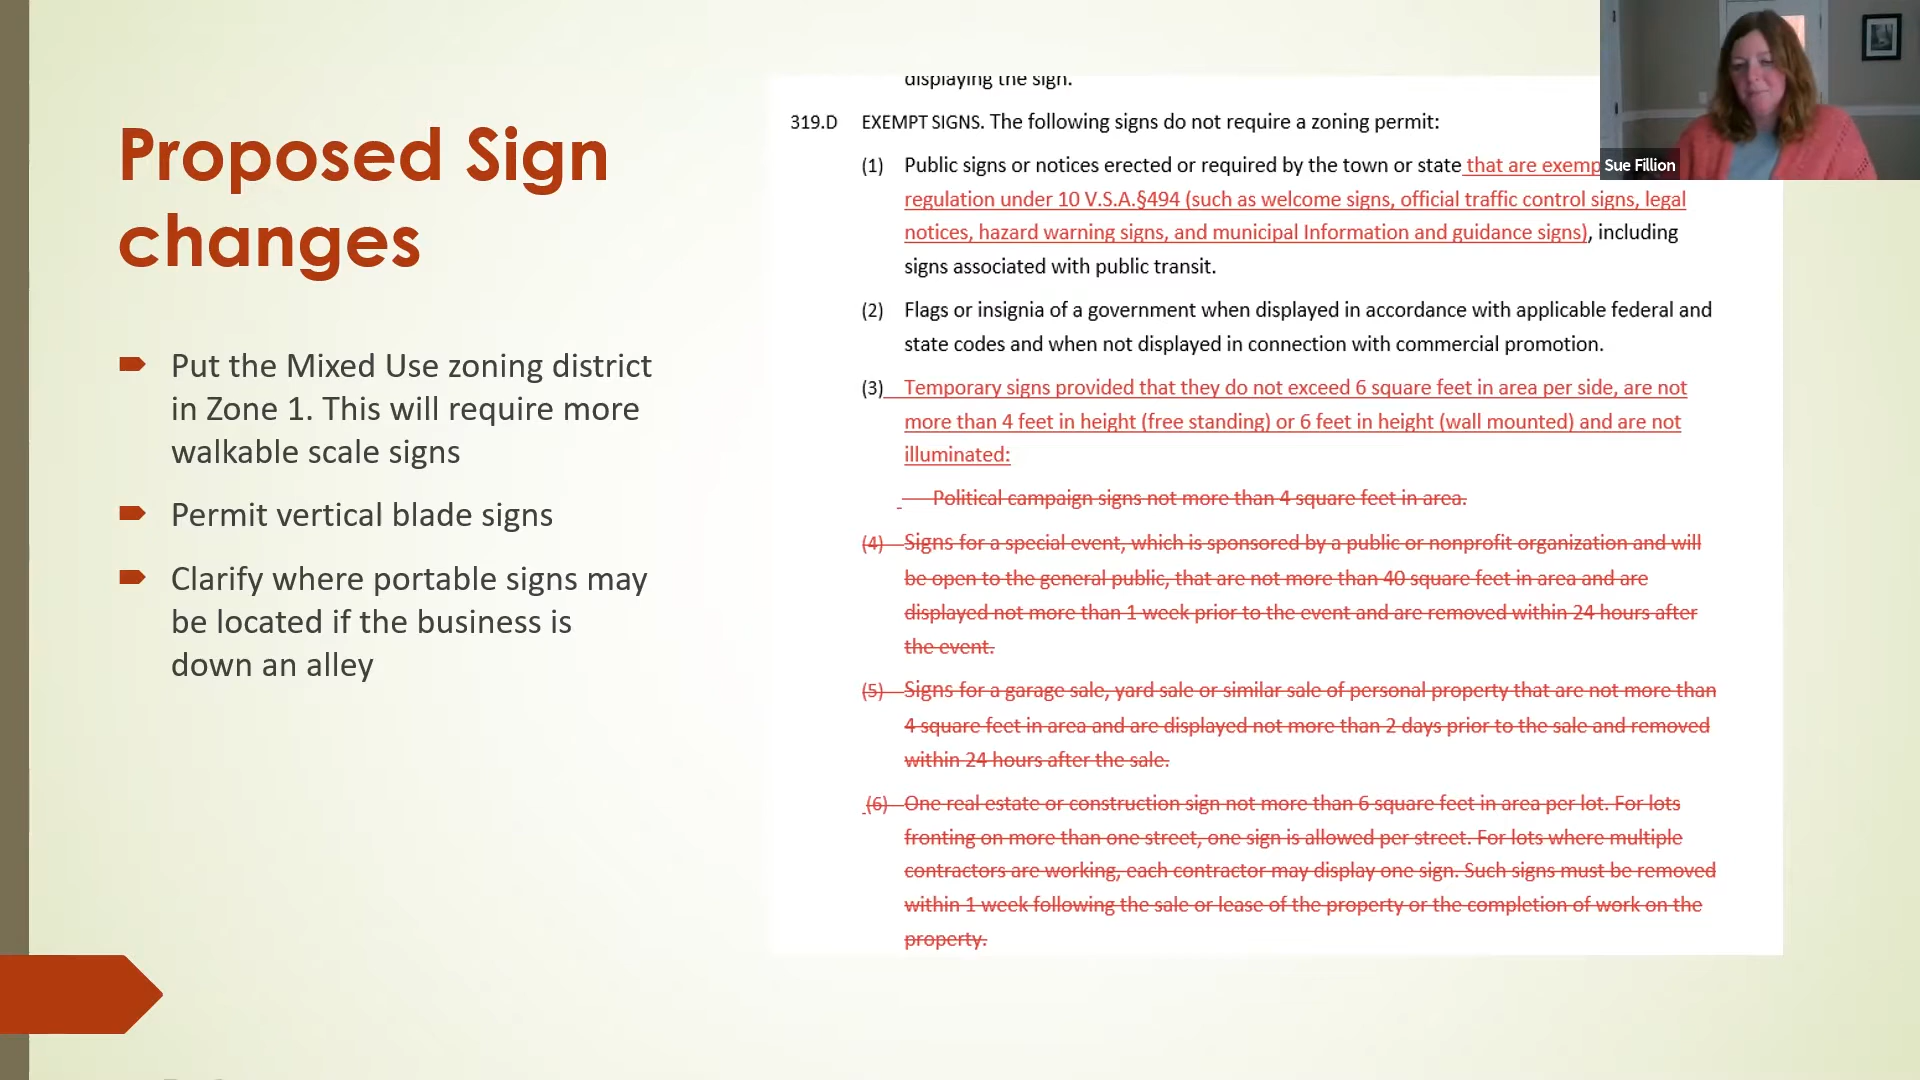 Proposed Sign
changes
Put the Mixed Use zoning district
in Zone 1. This will require more
walkable scale signs
Permit vertical blade signs
Clarify where portable signs may
be located if the business is
down an alley
displaying the sign.
319.D EXEMPT SIGNS. The following signs do not require a zoning permit:
(1) Public signs or notices erected or required by the town or state that are exemp
regulation under 10 V.S.A.§494 (such as welcome signs, official traffic control signs, legal
notices, hazard warning signs, and municipal Information and guidance signs), including
signs associated with public transit.
(2) Flags or insignia of a government when displayed in accordance with applicable federal and
state codes and when not displayed in connection with commercial promotion.
(3) Temporary signs provided that they do not exceed 6 square feet in area per side, are not
more than 4 feet in height (free standing) or 6 feet in height (wall mounted) and are not
illuminated:
Political campaign signs not more than 4 square feet in area.
(4) Signs for a special event, which is sponsored by a public or nonprofit organization and will
be open to the general public, that are not more than 40 square feet in area and are
displayed not more than 1 week prior to the event and are removed within 24 hours after
the event.
(5) Signs for a garage sale, yard sale or similar sale of personal property that are not more than
4 square feet in area and are displayed not more than 2 days prior to the sale and removed
within 24 hours after the sale.
(6) One real estate or construction sign not more than 6 square feet in area per lot. For lots
fronting on more than one street, one sign is allowed per street. For lots where multiple
contractors are working, each contractor may display one sign. Such signs must be removed
within 1 week following the sale or lease of the property or the completion of work on the
property.
Sue Fillion